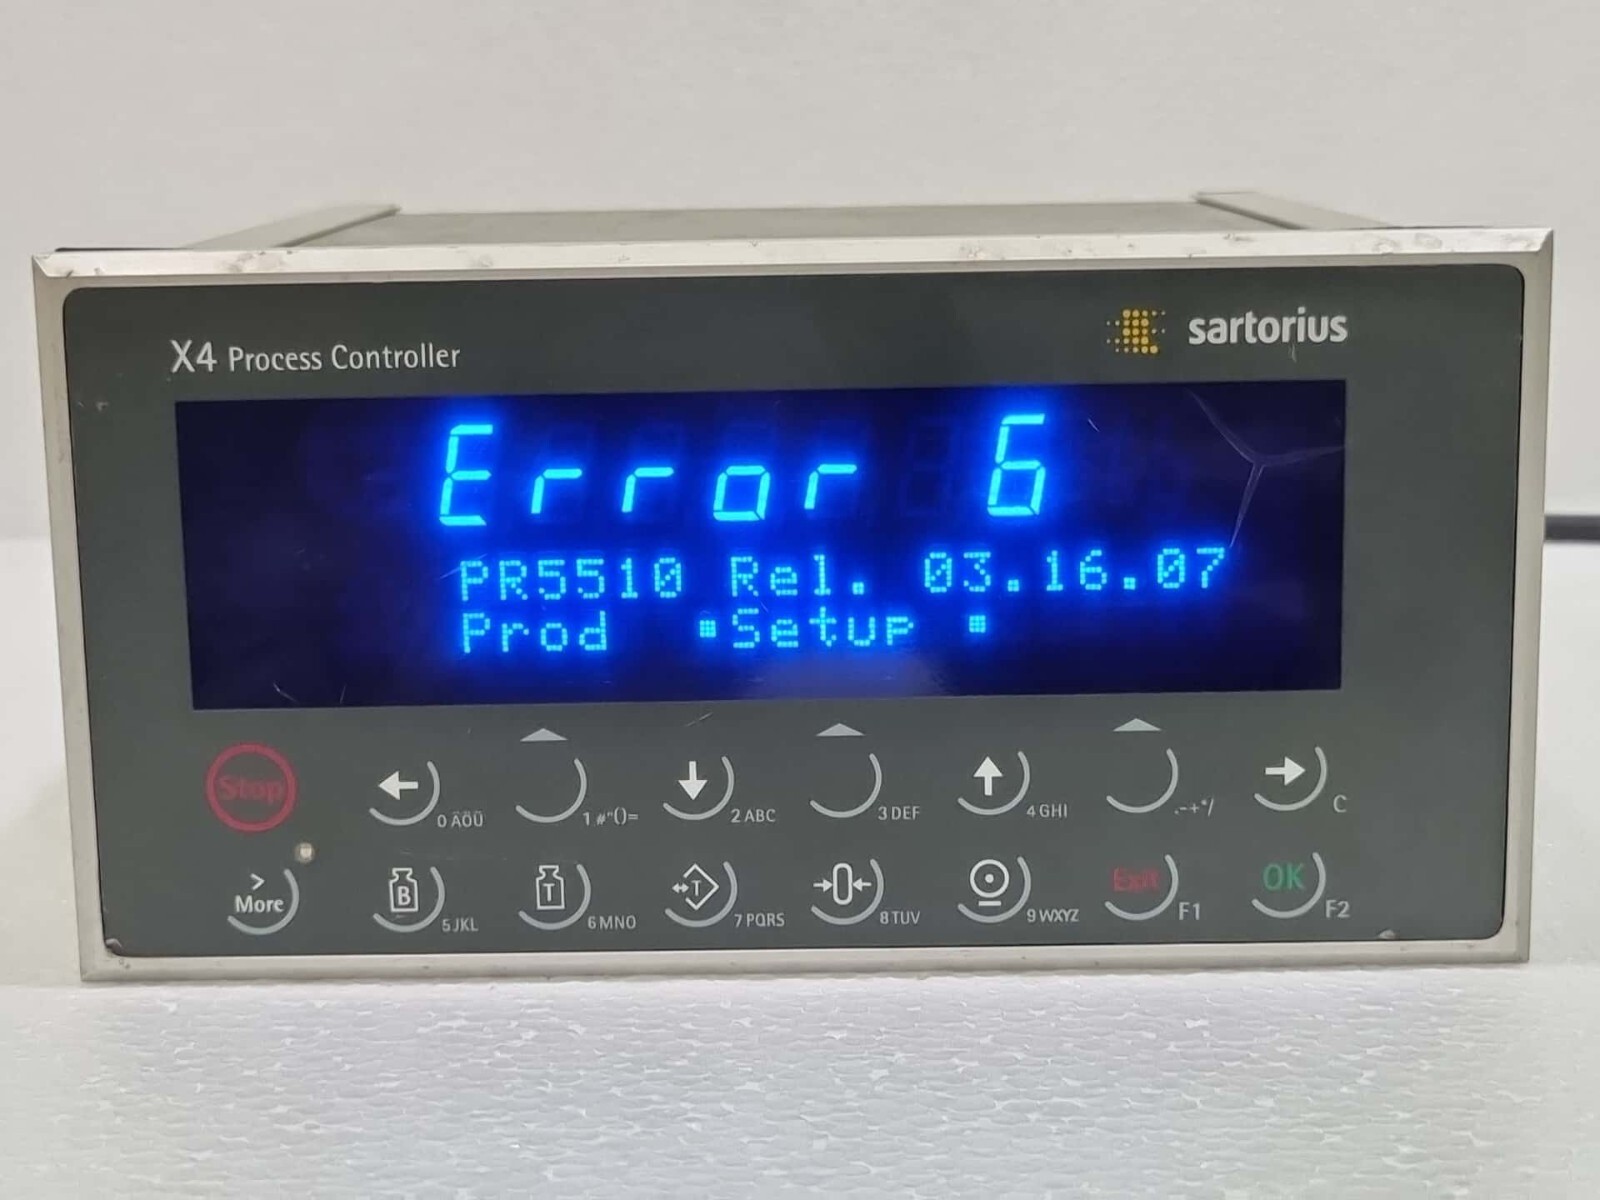 X4 Process Controller
sartorius
Error 6
PR5510 Rel. 03.16.07
Prod Setup
Stop
0 ÄÖÜ
1 #"()=
2 ABC
3 DEF
4 GHI
.-+*/
C
> More
B
5 JKL
T
6 MNO
T
7 PQRS
0
8 TUV
9 WXYZ
Exit
F1
OK
F2